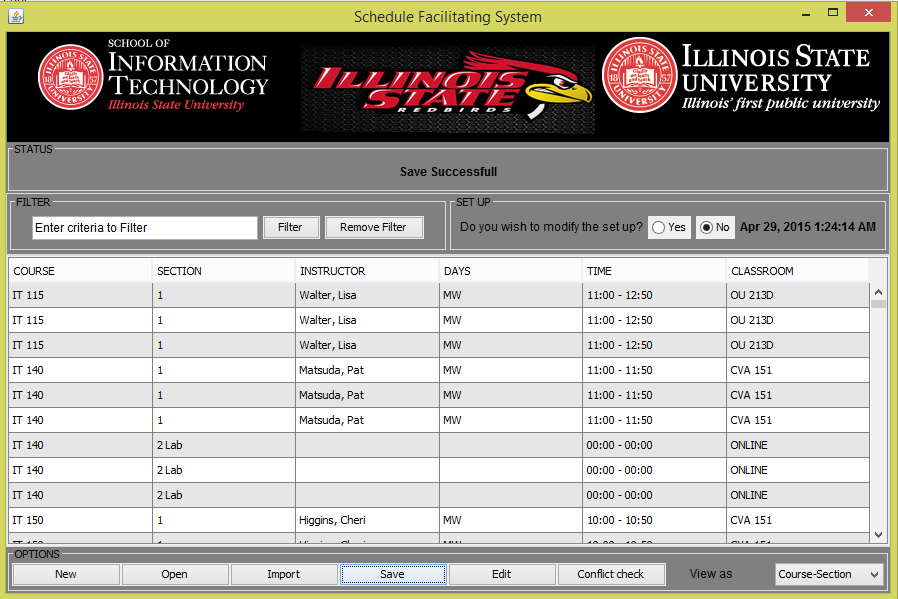 Schedule Facilitating System
SCHOOL OF
INFORMATION
TECHNOLOGY
Illinois State University
ILLINOIS STATE
REDBIRDS
ILLINOIS STATE
UNIVERSITY
Illinois' first public university
STATUS
Save Successfull
FILTER
Enter criteria to Filter Filter Remove Filter
SET UP
Do you wish to modify the set up? Yes No Apr 29, 2015 1:24:14 AM
COURSE SECTION INSTRUCTOR DAYS TIME CLASSROOM
IT 115 1 Walter, Lisa MW 11:00 - 12:50 OU 213D
IT 115 1 Walter, Lisa MW 11:00 - 12:50 OU 213D
IT 115 1 Walter, Lisa MW 11:00 - 12:50 OU 213D
IT 140 1 Matsuda, Pat MW 11:00 - 11:50 CVA 151
IT 140 1 Matsuda, Pat MW 11:00 - 11:50 CVA 151
IT 140 1 Matsuda, Pat MW 11:00 - 11:50 CVA 151
IT 140 2 Lab 00:00 - 00:00 ONLINE
IT 140 2 Lab 00:00 - 00:00 ONLINE
IT 140 2 Lab 00:00 - 00:00 ONLINE
IT 150 1 Higgins, Cheri MW 10:00 - 10:50 CVA 151
OPTIONS
New Open Import Save Edit Conflict check View as Course-Section